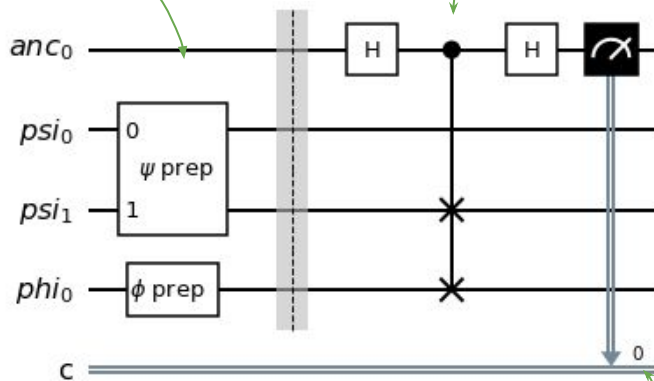 anc₀ H H
psi₀ 0
ψ prep
psi₁ 1
phi₀ ϕ prep
0
c